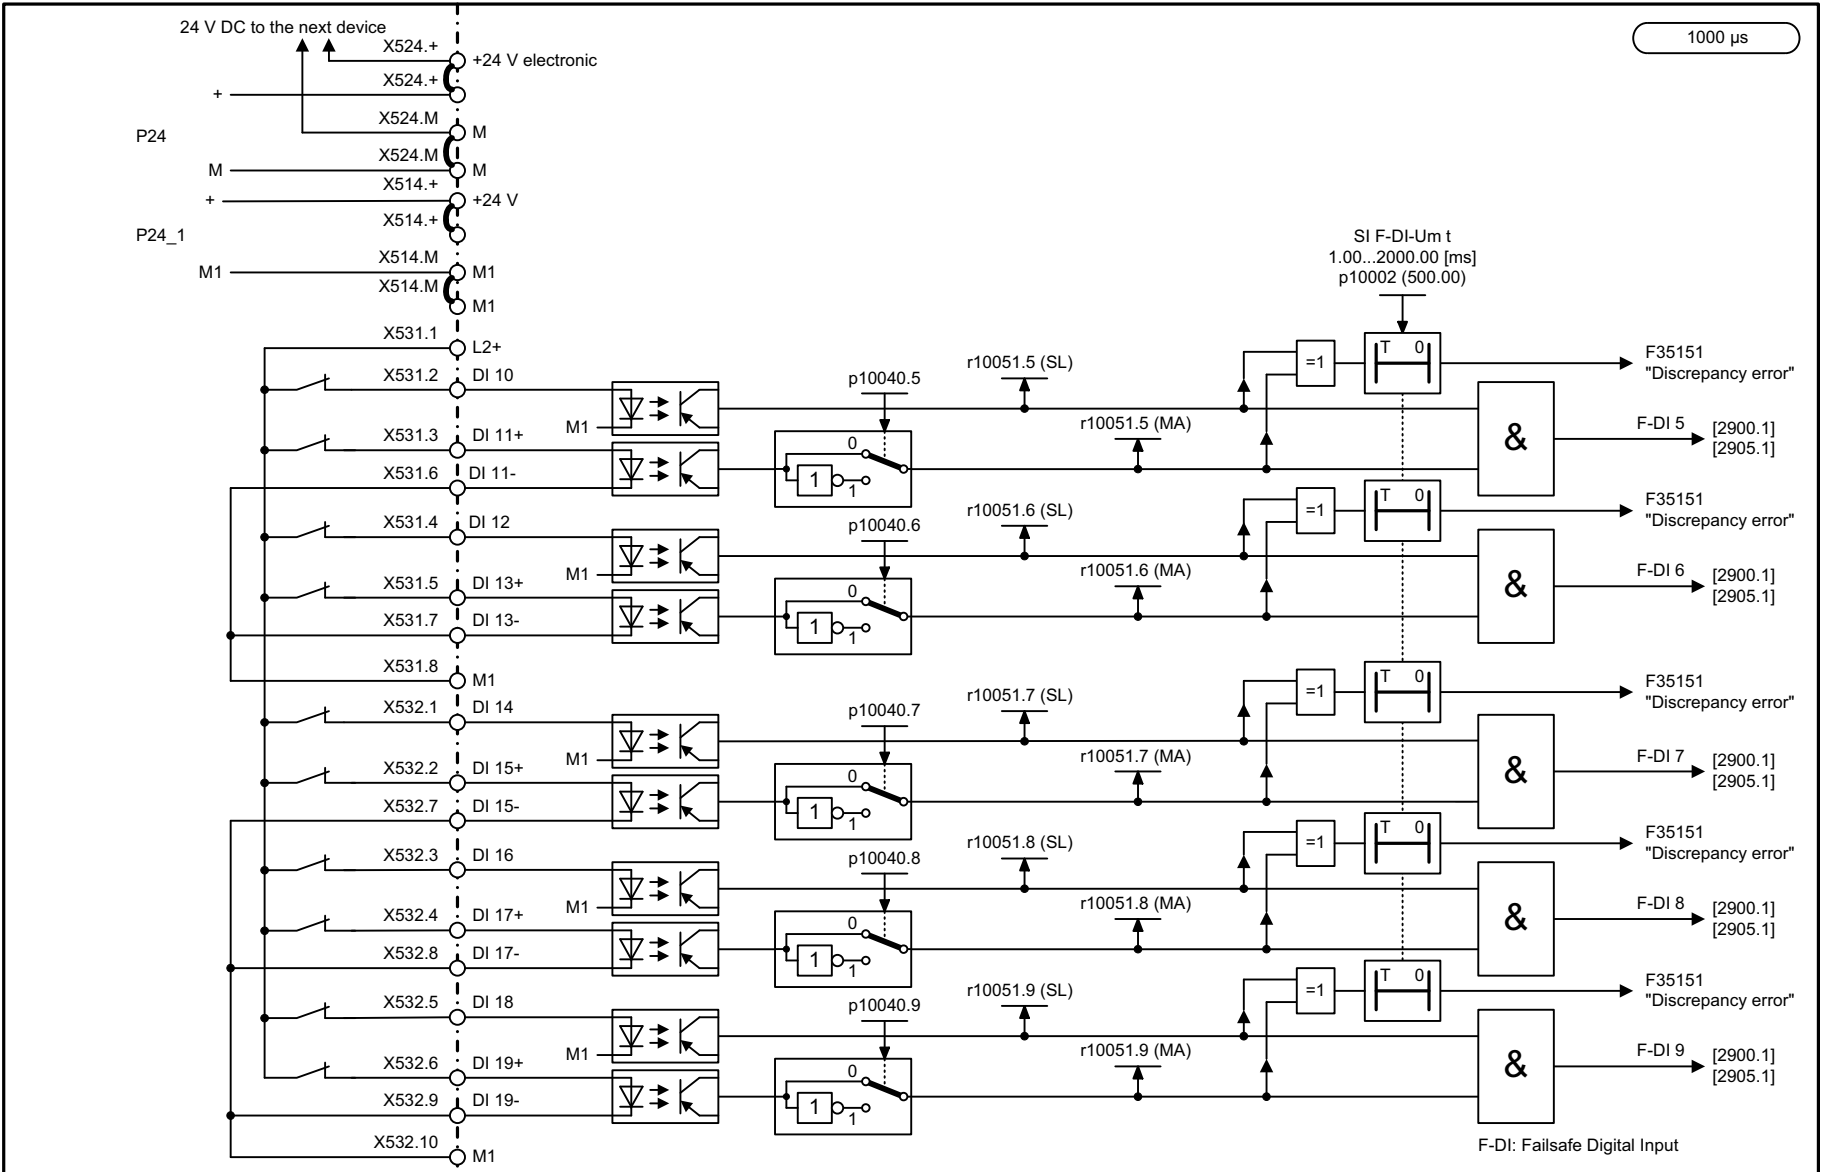 24 V DC to the next device
1000 µs
X524.+
+24 V electronic
X524.+
+
X524.M
M
P24
X524.M
M
M
X514.+
+
+24 V
X514.+
P24_1
X514.M
M1
M1
X514.M
M1
SI F-DI-Um t
1.00...2000.00 [ms]
p10002 (500.00)
X531.1
L2+
X531.2
DI 10
M1
X531.3
DI 11+
X531.6
DI 11-
p10040.5
0
1
1
r10051.5 (SL)
r10051.5 (MA)
=1
T 0
F35151
"Discrepancy error"
&
F-DI 5
[2900.1]
[2905.1]
X531.4
DI 12
M1
X531.5
DI 13+
X531.7
DI 13-
X531.8
M1
p10040.6
0
1
1
r10051.6 (SL)
r10051.6 (MA)
=1
T 0
F35151
"Discrepancy error"
&
F-DI 6
[2900.1]
[2905.1]
X532.1
DI 14
M1
X532.2
DI 15+
X532.7
DI 15-
p10040.7
0
1
1
r10051.7 (SL)
r10051.7 (MA)
=1
T 0
F35151
"Discrepancy error"
&
F-DI 7
[2900.1]
[2905.1]
X532.3
DI 16
M1
X532.4
DI 17+
X532.8
DI 17-
p10040.8
0
1
1
r10051.8 (SL)
r10051.8 (MA)
=1
T 0
F35151
"Discrepancy error"
&
F-DI 8
[2900.1]
[2905.1]
X532.5
DI 18
M1
X532.6
DI 19+
X532.9
DI 19-
X532.10
M1
p10040.9
0
1
1
r10051.9 (SL)
r10051.9 (MA)
=1
T 0
F35151
"Discrepancy error"
&
F-DI 9
[2900.1]
[2905.1]
F-DI: Failsafe Digital Input